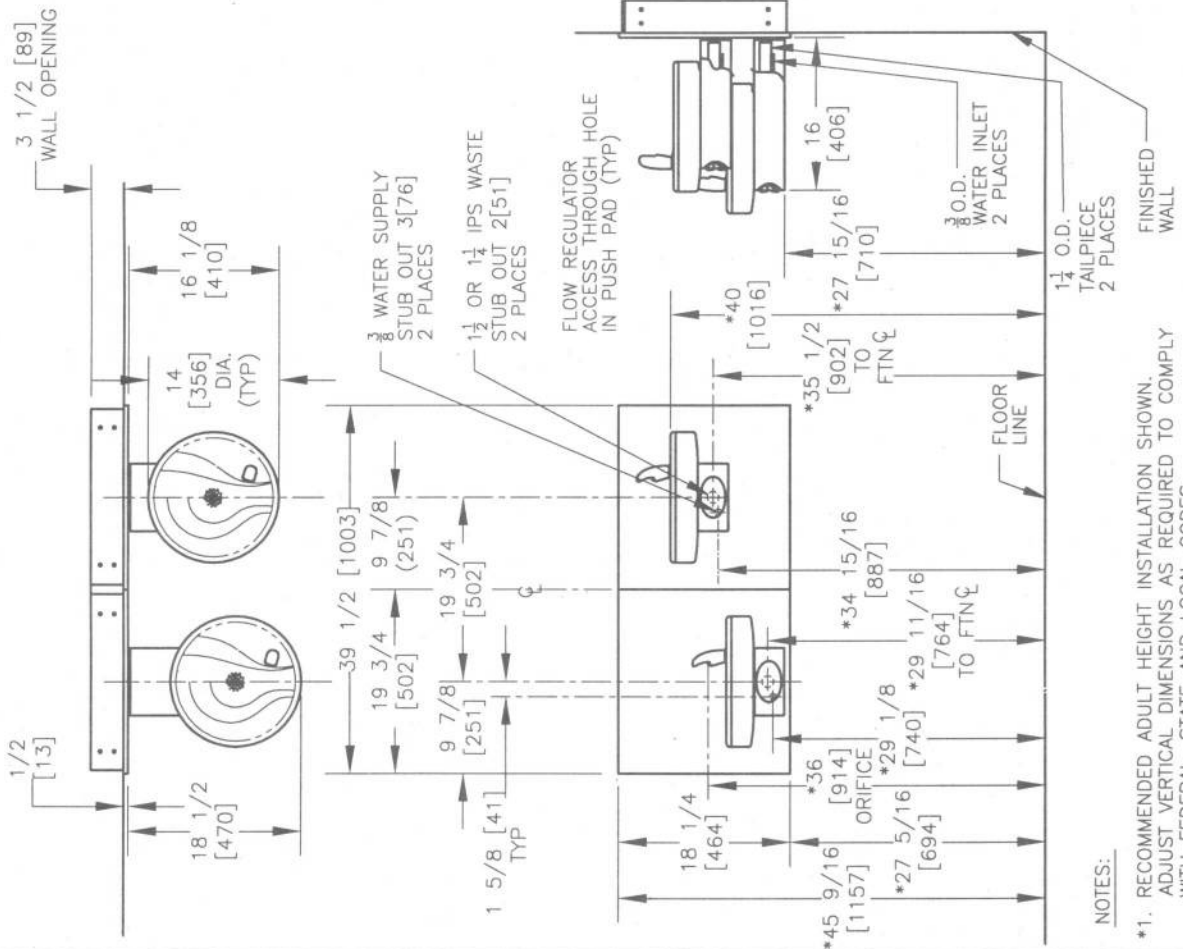 3 1/2 [89]
WALL OPENING
1/2
[13]
16 1/8
[410]
14
[356]
DIA.
(TYP)
18 1/2
[470]
39 1/2 [1003]
19 3/4
[502]
9 7/8
(251)
19 3/4
[502]
9 7/8
[251]
1 5/8 [41]
TYP
3/8 WATER SUPPLY
STUB OUT 3[76]
2 PLACES
1 1/2 OR 1 1/4 IPS WASTE
STUB OUT 2[51]
2 PLACES
FLOW REGULATOR
ACCESS THROUGH HOLE
IN PUSH PAD (TYP)
℄
16
[406]
*27 15/16
[710]
3/8 O.D.
WATER INLET
2 PLACES
1 1/4 O.D.
TAILPIECE
2 PLACES
FINISHED
WALL
*40
[1016]
*35 1/2
[902]
TO
FTN ℄
FLOOR
LINE
*34 15/16
[887]
*29 11/16
[764]
TO FTN ℄
*29 1/8
[740]
*36
[914]
ORIFICE
18 1/4
[464]
*27 5/16
[694]
*45 9/16
[1157]
NOTES:
*1. RECOMMENDED ADULT HEIGHT INSTALLATION SHOWN.
ADJUST VERTICAL DIMENSIONS AS REQUIRED TO COMPLY
WITH FEDERAL, STATE AND LOCAL CODES.